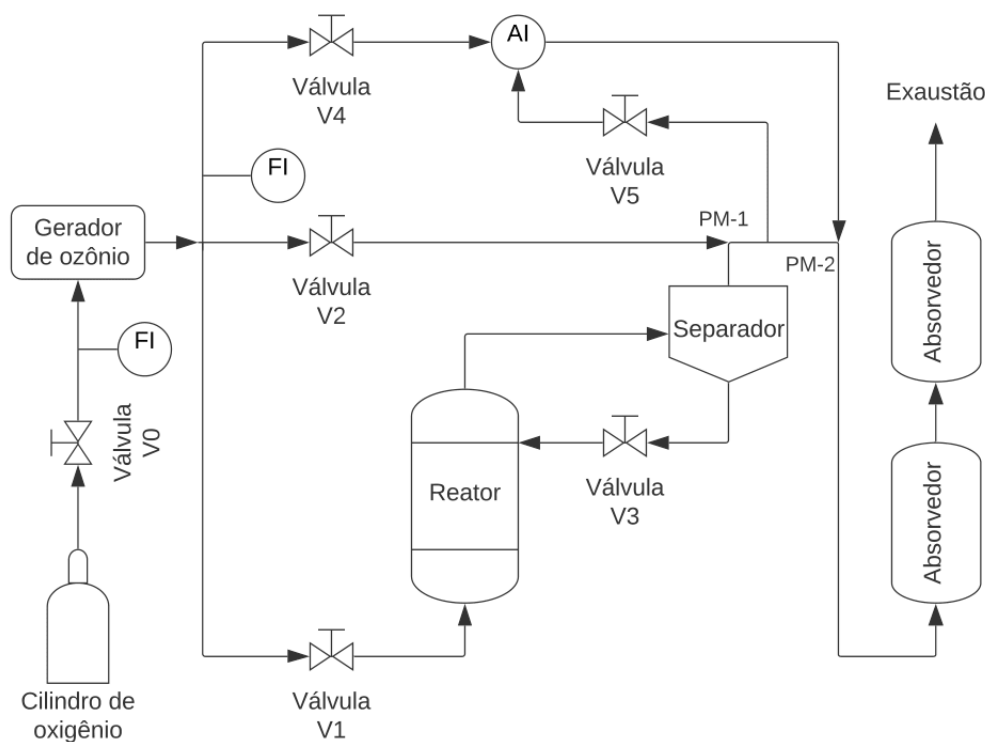 AI
Válvula
V4
Exaustão
FI
Válvula
V5
Gerador
de ozônio
PM-1
PM-2
Válvula
V2
Separador
Absorvedor
FI
Válvula
V0
Reator
Válvula
V3
Absorvedor
Cilindro de
oxigênio
Válvula
V1